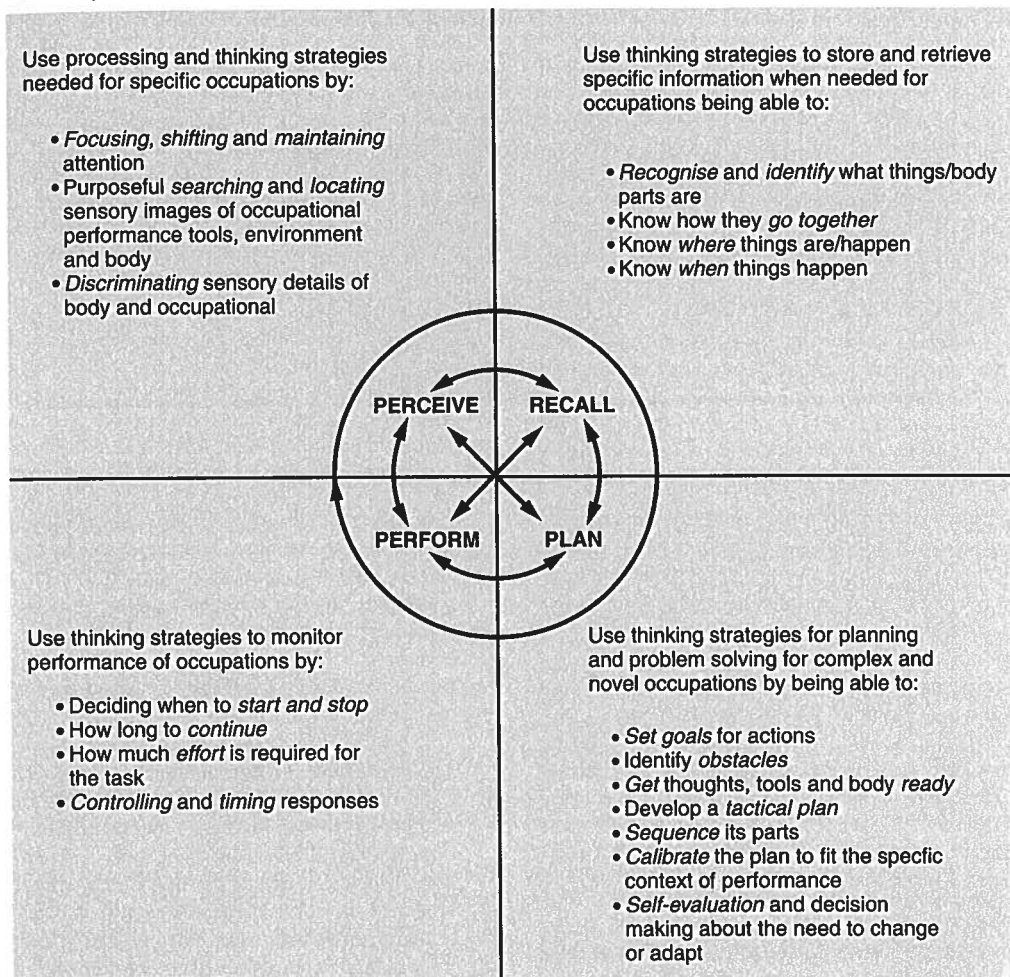 Use processing and thinking strategies
needed for specific occupations by:
• Focusing, shifting and maintaining
attention
• Purposeful searching and locating
sensory images of occupational
performance tools, environment
and body
• Discriminating sensory details of
body and occupational
Use thinking strategies to store and retrieve
specific information when needed for
occupations being able to:
• Recognise and identify what things/body
parts are
• Know how they go together
• Know where things are/happen
• Know when things happen
PERCEIVE
RECALL
PERFORM
PLAN
Use thinking strategies to monitor
performance of occupations by:
• Deciding when to start and stop
• How long to continue
• How much effort is required for
the task
• Controlling and timing responses
Use thinking strategies for planning
and problem solving for complex and
novel occupations by being able to:
• Set goals for actions
• Identify obstacles
• Get thoughts, tools and body ready
• Develop a tactical plan
• Sequence its parts
• Calibrate the plan to fit the specfic
context of performance
• Self-evaluation and decision
making about the need to change
or adapt